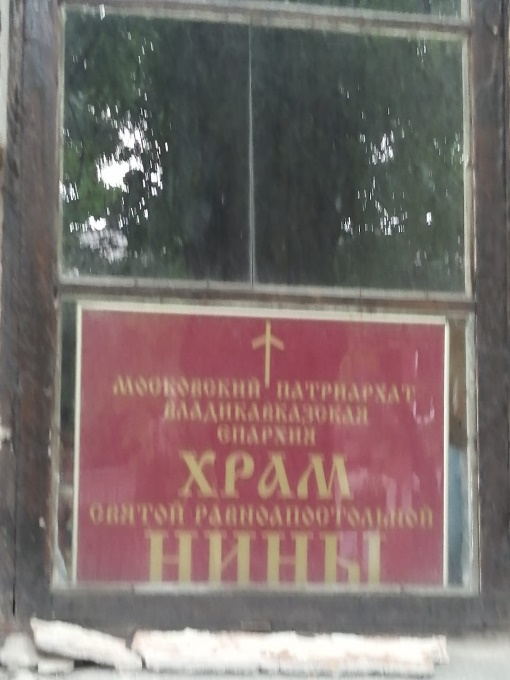 МОСКОВСКИЙ ПАТРИАРХАТ
ВЛАДИКАВКАЗСКАЯ
ЕПАРХИЯ
ХРАМ
СВЯТОЙ РАВНОАПОСТОЛЬНОЙ
НИНЫ